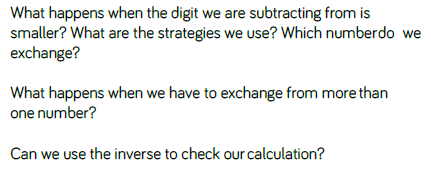 What happens when the digit we are subtracting from is
smaller? What are the strategies we use? Which numberdo we
exchange?
What happens when we have to exchange from more than
one number?
Can we use the inverse to check our calculation?